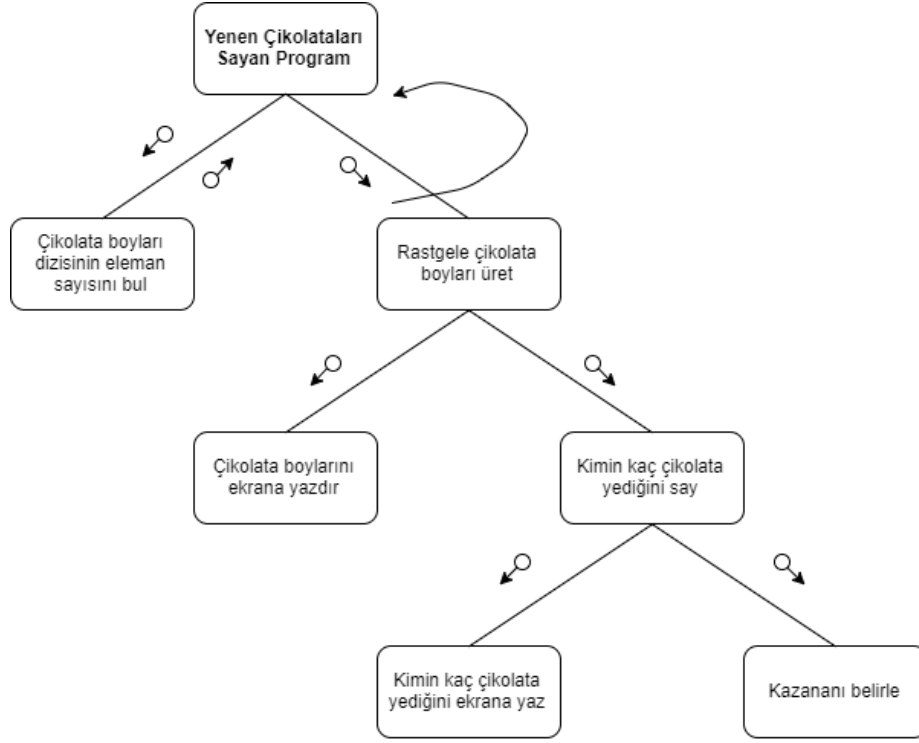 Yenen Çikolataları
Sayan Program
Çikolata boyları
dizisinin eleman
sayısını bul
Rastgele çikolata
boyları üret
Çikolata boylarını
ekrana yazdır
Kimin kaç çikolata
yediğini say
Kimin kaç çikolata
yediğini ekrana yaz
Kazananı belirle